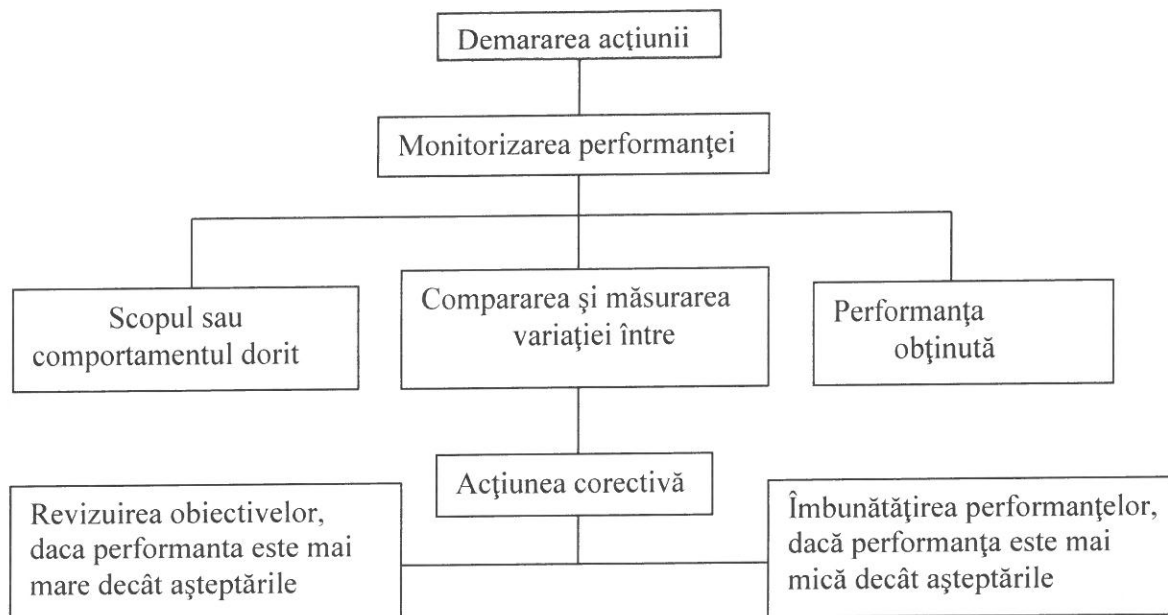 Demararea acţiunii
Monitorizarea performanţei
Scopul sau
comportamentul dorit
Compararea şi măsurarea
variaţiei între
Performanţa
obţinută
Acţiunea corectivă
Revizuirea obiectivelor,
daca performanta este mai
mare decât aşteptările
Îmbunătăţirea performanţelor,
dacă performanţa este mai
mică decât aşteptările